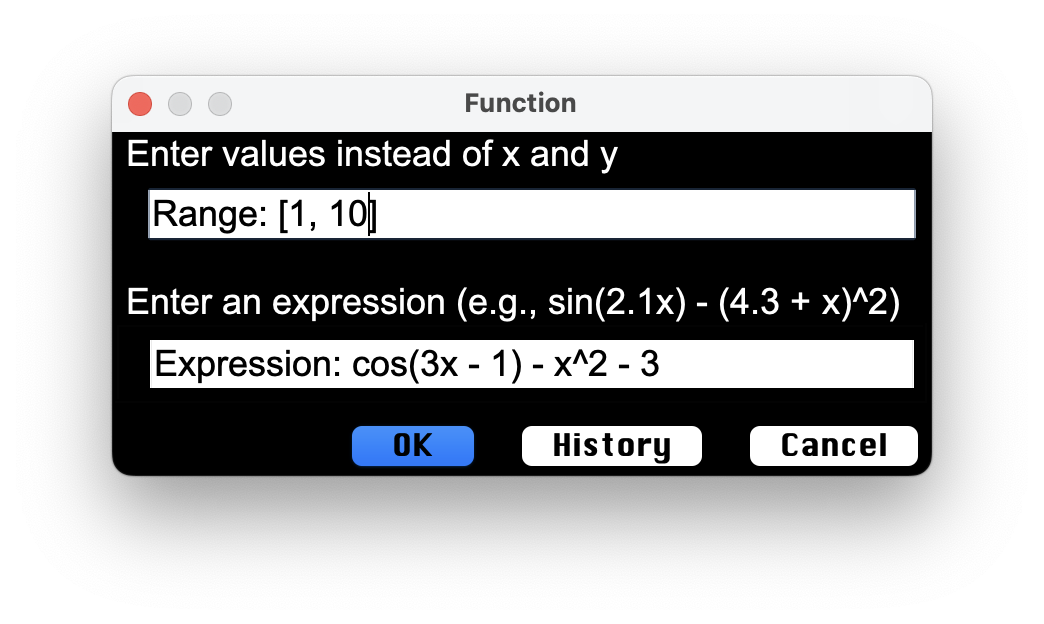 Function
Enter values instead of x and y
Range: [1, 10]
Enter an expression (e.g., sin(2.1x) - (4.3 + x)^2)
Expression: cos(3x - 1) - x^2 - 3
OK History Cancel